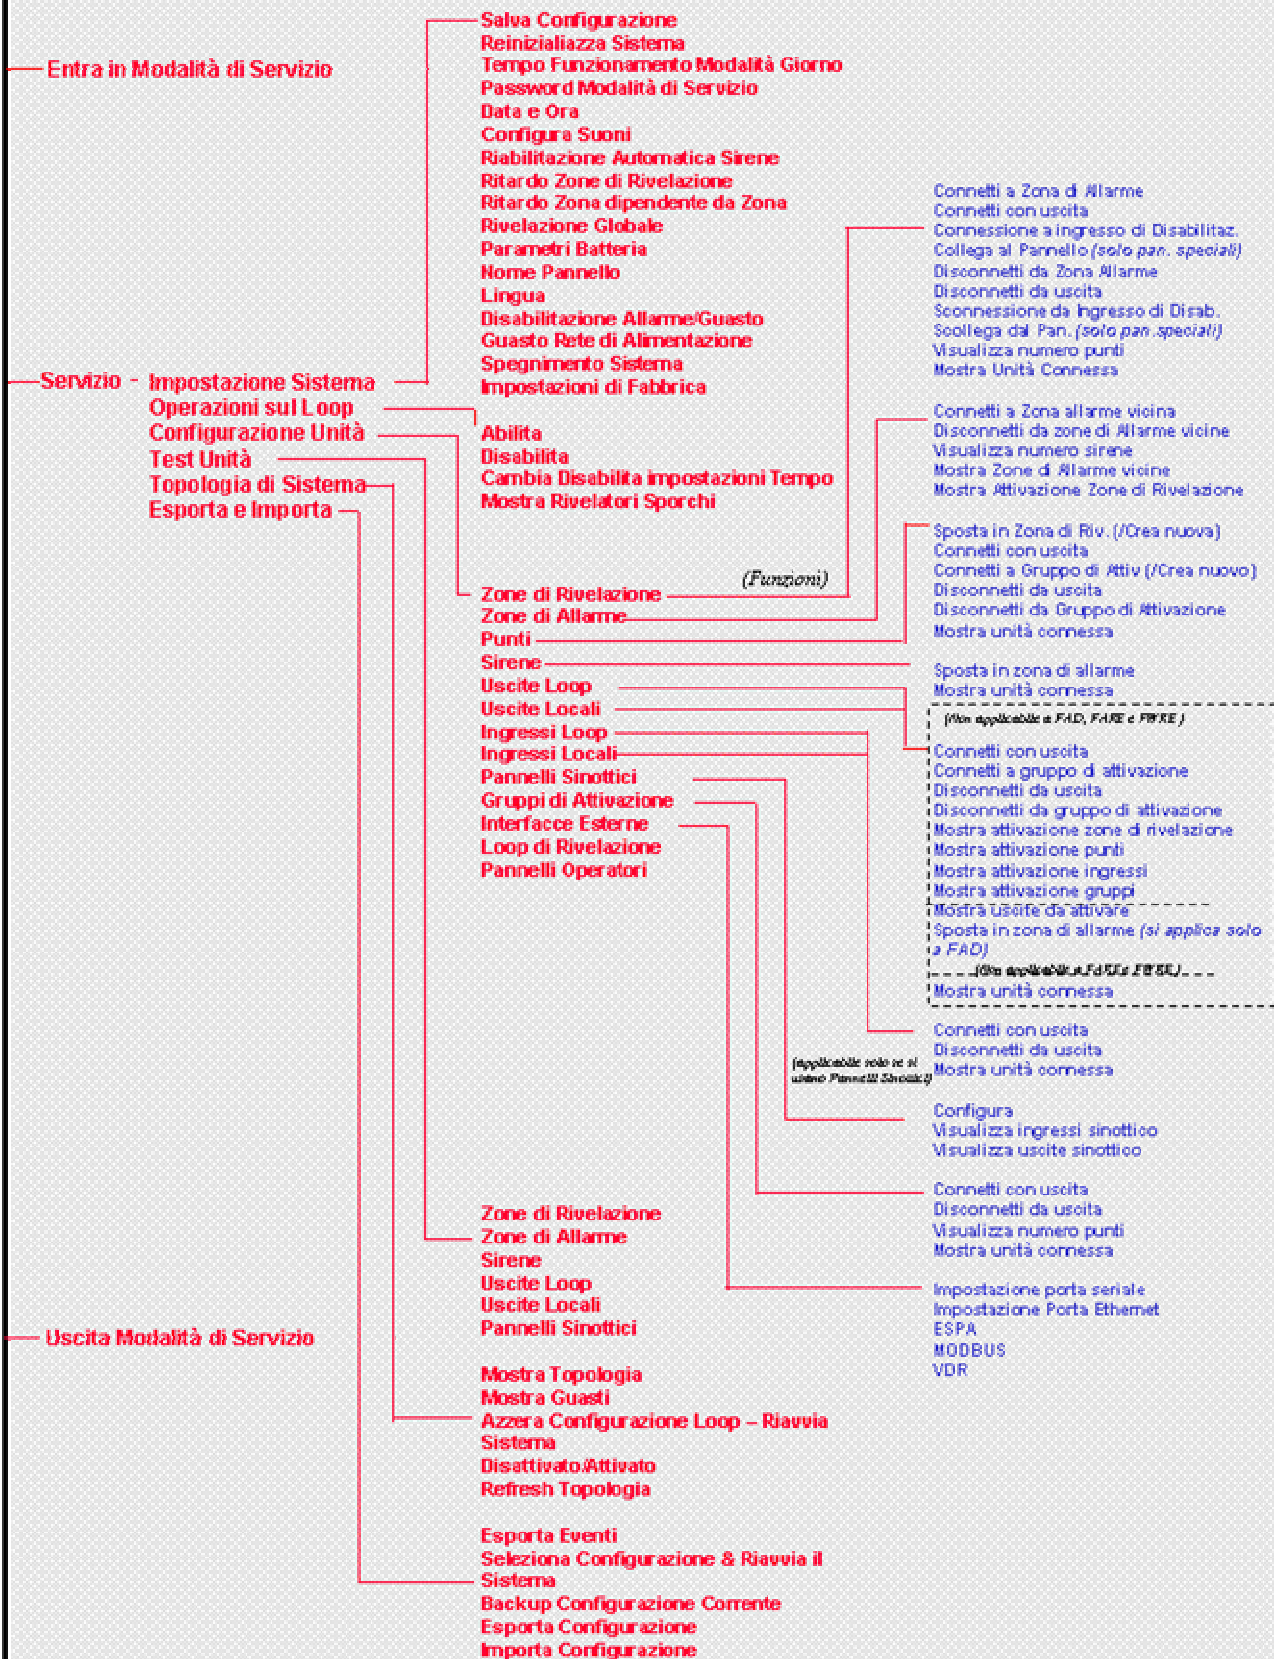 Entra in Modalità di Servizio
Servizio - Impostazione Sistema
Operazioni sul Loop
Configurazione Unità
Test Unità
Topologia di Sistema
Esporta e Importa
Uscita Modalità di Servizio
Salva Configurazione
Reinizialiazza Sistema
Tempo Funzionamento Modalità Giorno
Password Modalità di Servizio
Data e Ora
Configura Suoni
Riabilitazione Automatica Sirene
Ritardo Zone di Rivelazione
Ritardo Zona dipendente da Zona
Rivelazione Globale
Parametri Batteria
Nome Pannello
Lingua
Disabilitazione Allarme/Guasto
Guasto Rete di Alimentazione
Spegnimento Sistema
Impostazioni di Fabbrica
Abilita
Disabilita
Cambia Disabilita impostazioni Tempo
Mostra Rivelatori Sporchi
(Funzioni)
Zone di Rivelazione
Zone di Allarme
Punti
Sirene
Uscite Loop
Uscite Locali
Ingressi Loop
Ingressi Locali
Pannelli Sinottici
Gruppi di Attivazione
Interfacce Esterne
Loop di Rivelazione
Pannelli Operatori
Zone di Rivelazione
Zone di Allarme
Sirene
Uscite Loop
Uscite Locali
Pannelli Sinottici
Mostra Topologia
Mostra Guasti
Azzera Configurazione Loop – Riavvia
Sistema
Disattivato/Attivato
Refresh Topologia
Esporta Eventi
Seleziona Configurazione & Riavvia il
Sistema
Backup Configurazione Corrente
Esporta Configurazione
Importa Configurazione
Connetti a Zona di Allarme
Connetti con uscita
Connessione a ingresso di Disabilitaz.
Collega al Pannello (solo pan. speciali)
Disconnetti da Zona Allarme
Disconnetti da uscita
Sconnessione da Ingresso di Disab.
Scollega dal Pan. (solo pan.speciali)
Visualizza numero punti
Mostra Unità Connessa
Connetti a Zona allarme vicina
Disconnetti da zone di Allarme vicine
Visualizza numero sirene
Mostra Zone di Allarme vicine
Mostra Attivazione Zone di Rivelazione
Sposta in Zona di Riv. (/Crea nuova)
Connetti con uscita
Connetti a Gruppo di Attiv (/Crea nuovo)
Disconnetti da uscita
Disconnetti da Gruppo di Attivazione
Mostra unità connessa
Sposta in zona di allarme
Mostra unità connessa
(Non applicabile a FAD, FARE e FWRE )
Connetti con uscita
Connetti a gruppo di attivazione
Disconnetti da uscita
Disconnetti da gruppo di attivazione
Mostra attivazione zone di rivelazione
Mostra attivazione punti
Mostra attivazione ingressi
Mostra attivazione gruppi
Mostra uscite da attivare
Sposta in zona di allarme (si applica solo
a FAD)
(Non applicabile a FARE e FWRE)
Mostra unità connessa
Connetti con uscita
Disconnetti da uscita
Mostra unità connessa
(applicabile solo se si
usano Pannelli Sinottici)
Configura
Visualizza ingressi sinottico
Visualizza uscite sinottico
Connetti con uscita
Disconnetti da uscita
Visualizza numero punti
Mostra unità connessa
Impostazione porta seriale
Impostazione Porta Ethernet
ESPA
MODBUS
VDR